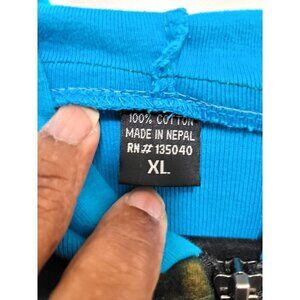 100% COTTON
MADE IN NEPAL
RN# 135040
XL